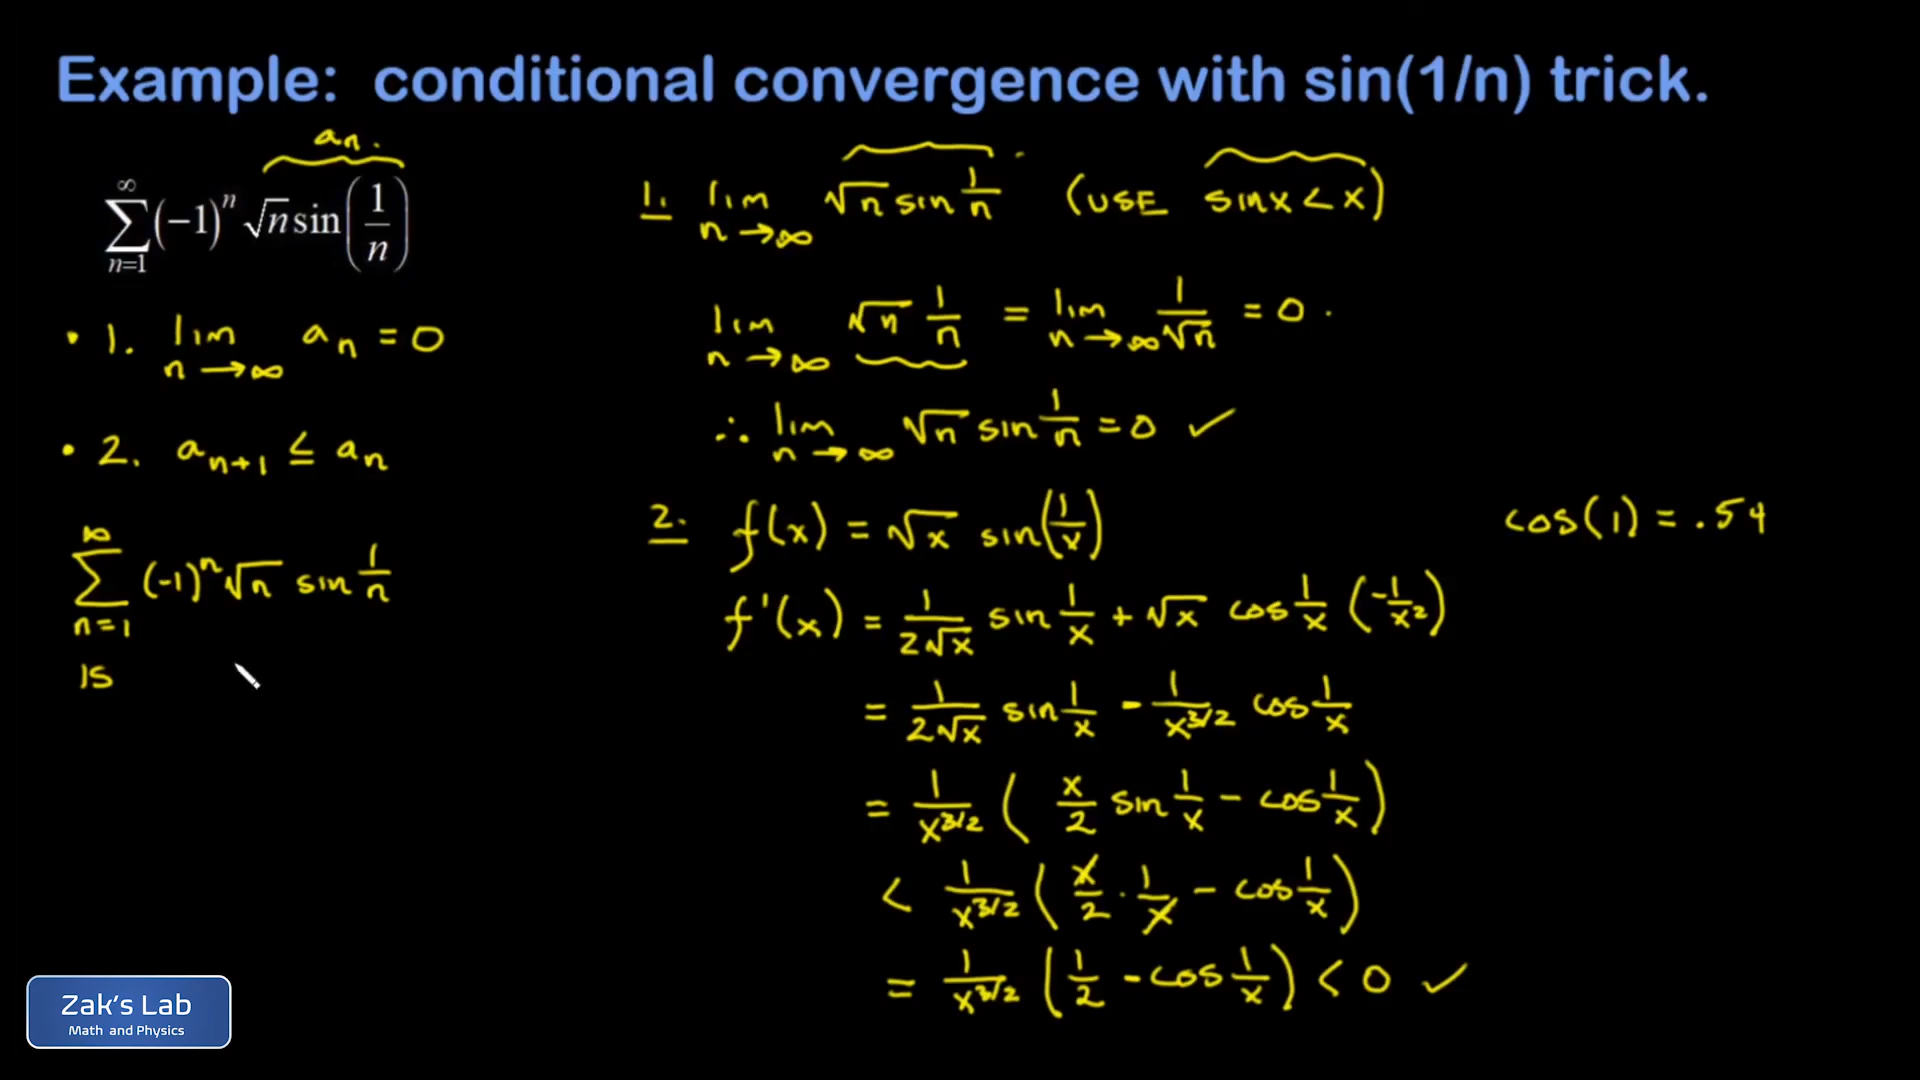 Example: conditional convergence with sin(1/n) trick.
aₙ.
∑_{n=1}^{∞} (−1)ⁿ √n sin(1/n)
• 1. lim_{n→∞} aₙ = 0
• 2. aₙ₊₁ ≤ aₙ
∑_{n=1}^{∞} (-1)ⁿ √n sin 1/n
IS
1. lim_{n→∞} √n sin 1/n (USE sinx < x)
lim_{n→∞} √n 1/n = lim_{n→∞} 1/√n = 0.
∴ lim_{n→∞} √n sin 1/n = 0 ✓
2. f(x) = √x sin(1/x)
f'(x) = 1/(2√x) sin 1/x + √x cos 1/x (-1/x²)
= 1/(2√x) sin 1/x - 1/x^{3/2} cos 1/x
= 1/x^{3/2} ( x/2 sin 1/x - cos 1/x )
< 1/x^{3/2} ( x/2 · 1/x - cos 1/x )
= 1/x^{3/2} ( 1/2 - cos 1/x ) < 0 ✓
cos(1) = .54
Zak's Lab
Math and Physics